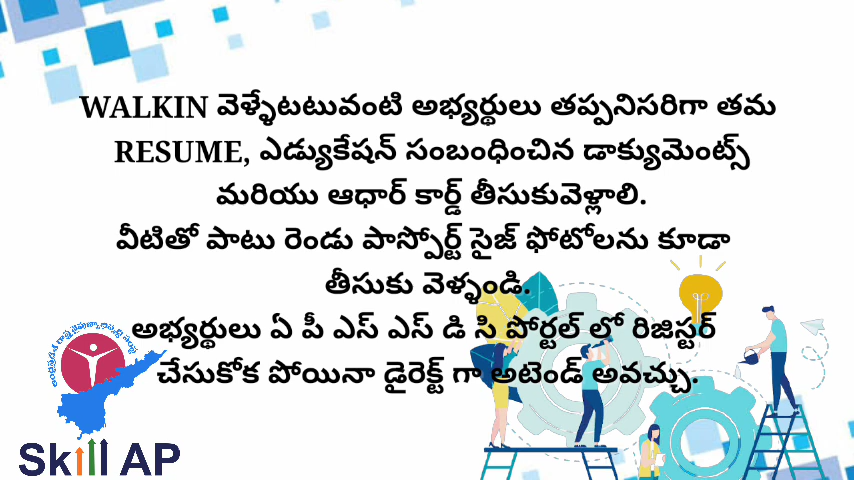 WALKIN వెళ్ళేటటువంటి అభ్యర్థులు తప్పనిసరిగా తమ
RESUME, ఎడ్యుకేషన్ సంబంధించిన డాక్యుమెంట్స్
మరియు ఆధార్ కార్డ్ తీసుకువెళ్లాలి.
వీటితో పాటు రెండు పాస్పోర్ట్ సైజ్ ఫోటోలను కూడా
తీసుకు వెళ్ళండి.
అభ్యర్థులు ఏ పీ ఎస్ ఎస్ డి సి పోర్టల్ లో రిజిస్టర్
చేసుకోక పోయినా డైరెక్ట్ గా అటెండ్ అవచ్చు.
Skill AP